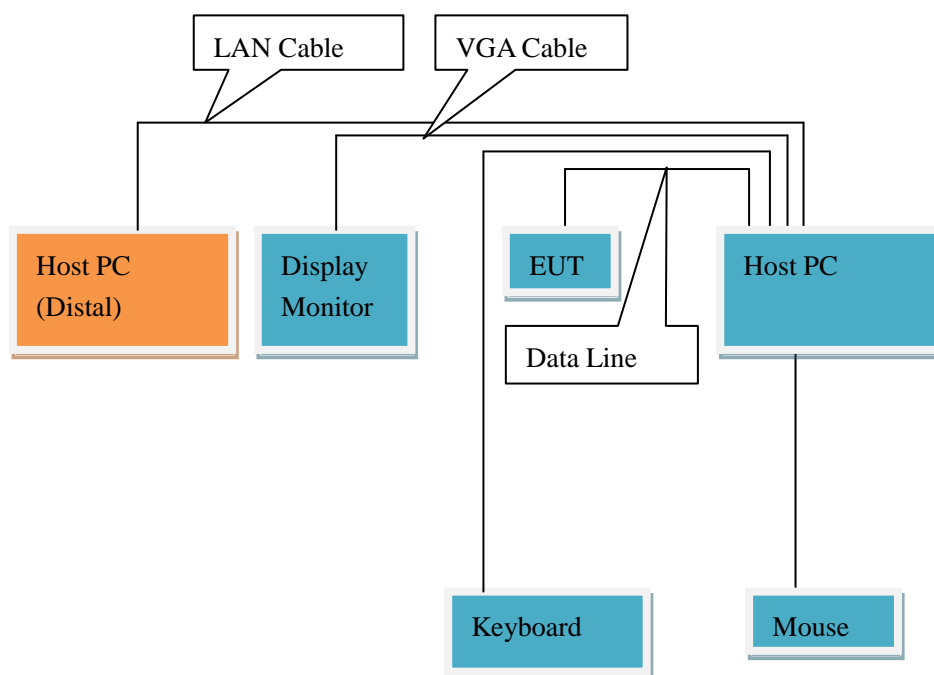 LAN Cable
VGA Cable
Host PC
(Distal)
Display
Monitor
EUT
Host PC
Data Line
Keyboard
Mouse